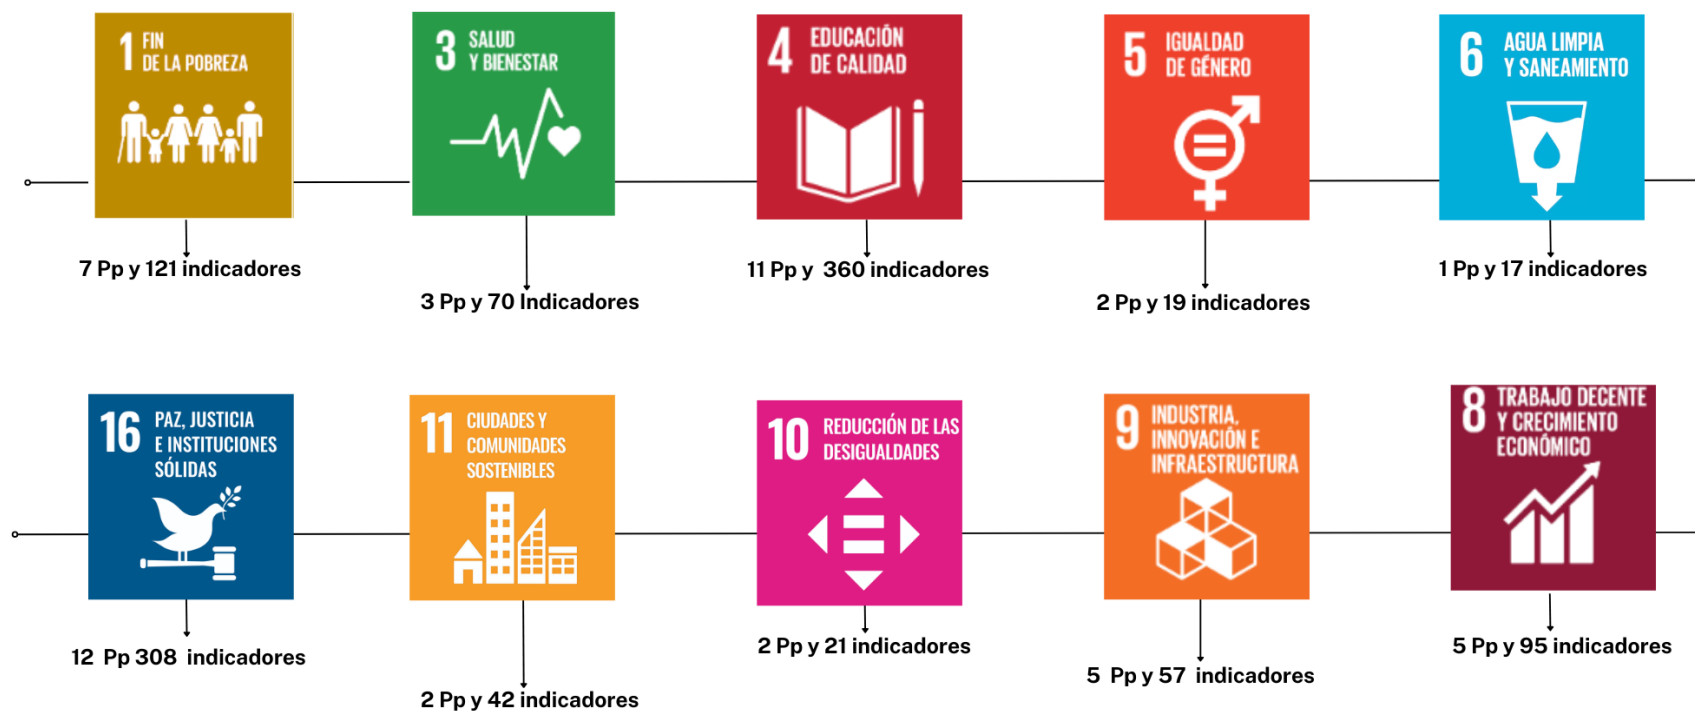 1 FIN
DE LA POBREZA
3 SALUD
Y BIENESTAR
4 EDUCACIÓN
DE CALIDAD
5 IGUALDAD
DE GÉNERO
6 AGUA LIMPIA
Y SANEAMIENTO
7 Pp y 121 indicadores
3 Pp y 70 Indicadores
11 Pp y 360 indicadores
2 Pp y 19 indicadores
1 Pp y 17 indicadores
16 PAZ, JUSTICIA
E INSTITUCIONES
SÓLIDAS
11 CIUDADES Y
COMUNIDADES
SOSTENIBLES
10 REDUCCIÓN DE LAS
DESIGUALDADES
9 INDUSTRIA,
INNOVACIÓN E
INFRAESTRUCTURA
8 TRABAJO DECENTE
Y CRECIMIENTO
ECONÓMICO
12 Pp 308 indicadores
2 Pp y 42 indicadores
2 Pp y 21 indicadores
5 Pp y 57 indicadores
5 Pp y 95 indicadores